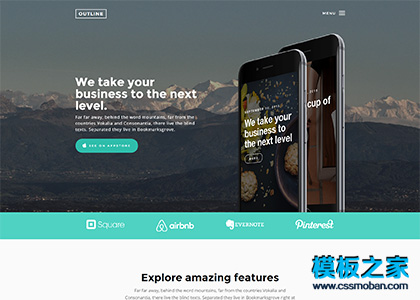 OUTLINE
MENU
We take your
business to the next
level.
Far far away, behind the word mountains, far from the
countries Vokalia and Consonantia, there live the blind
texts. Separated they live in Bookmarksgrove.
SEE ON APPSTORE
We take your
business to
the next level
cup of
Square
airbnb
EVERNOTE
Pinterest
Explore amazing features
Far far away, behind the word mountains, far from the countries Vokalia and
Consonantia, there live the blind texts. Separated they live in Bookmarksgrove right at
模板之家
www.cssmoban.com